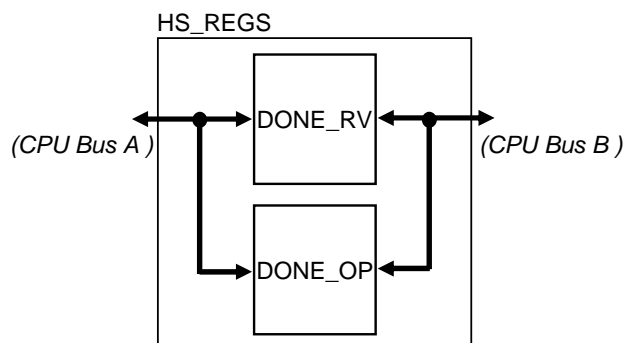 HS_REGS
DONE_RV
(CPU Bus A )
(CPU Bus B )
DONE_OP